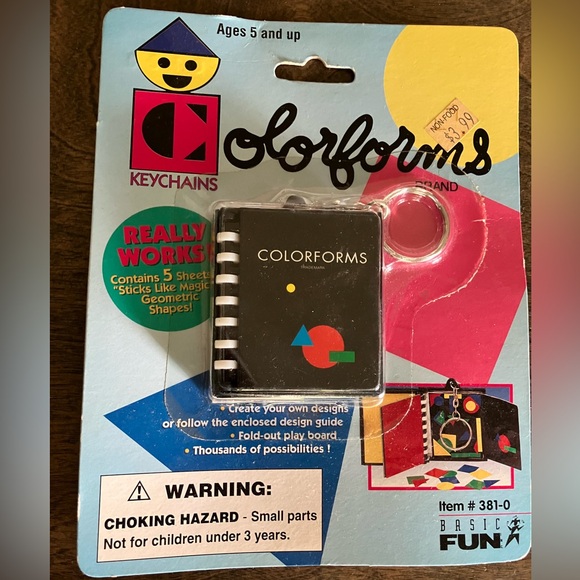 Ages 5 and up
NON-FOOD
$3.99
Colorforms
BRAND
KEYCHAINS
REALLY
WORKS!
Contains 5 Sheets
"Sticks Like Magic"
Geometric
Shapes!
COLORFORMS
TRADEMARK
• Create your own designs
or follow the enclosed design guide
• Fold-out play board
• Thousands of possibilities !
WARNING:
CHOKING HAZARD - Small parts
Not for children under 3 years.
Item # 381-0
BASIC
FUN